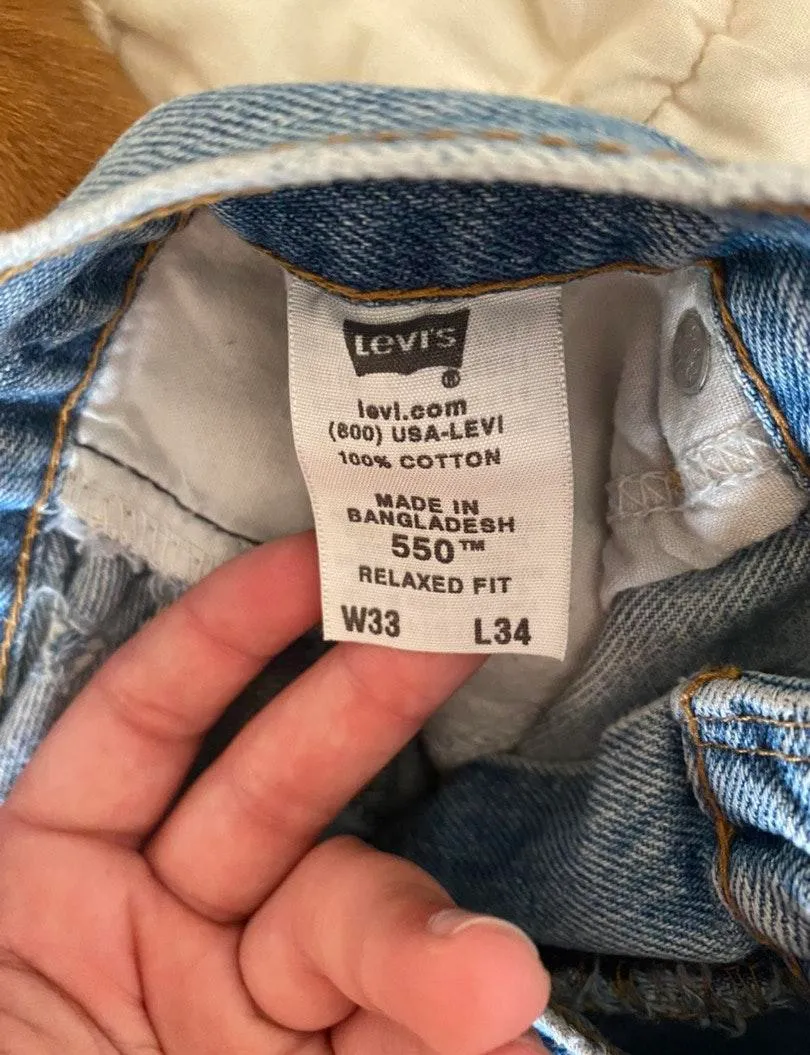 Levi's
®
levi.com
(800) USA-LEVI
100% COTTON
MADE IN
BANGLADESH
550™
RELAXED FIT
W33 L34